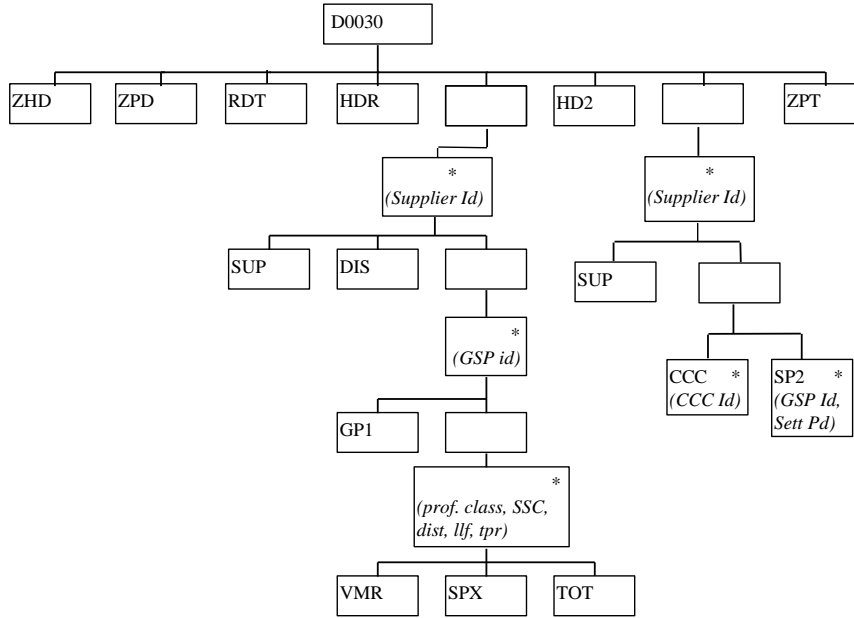 D0030
ZHD
ZPD
RDT
HDR
HD2
ZPT
*
(Supplier Id)
*
(Supplier Id)
SUP
DIS
SUP
*
(GSP id)
CCC *
(CCC Id)
SP2 *
(GSP Id,
Sett Pd)
GP1
*
(prof. class, SSC,
dist, llf, tpr)
VMR
SPX
TOT